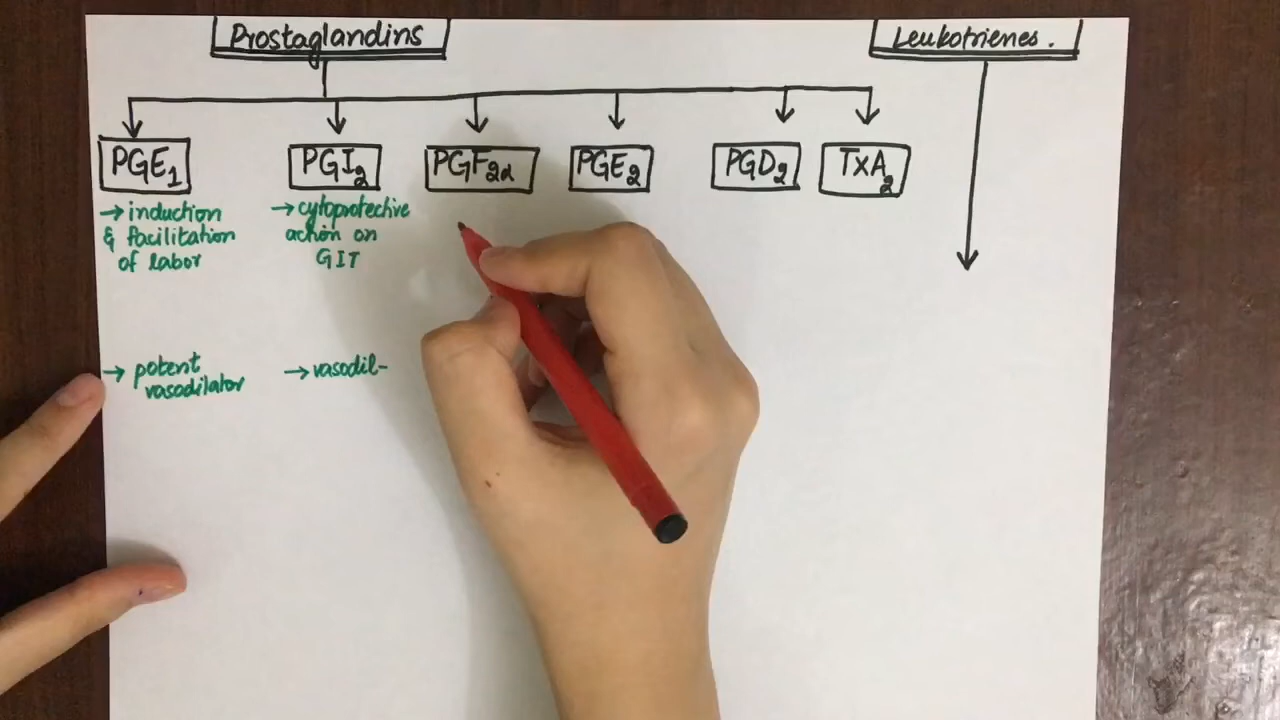 Prostaglandins
Leukotrienes.
PGE1
PGI2
PGF2α
PGE2
PGD2
TxA2
→ induction
& facilitation
of labor
→ cytoprotective
action on
GIT
→ potent
vasodilator
→ vasodil-